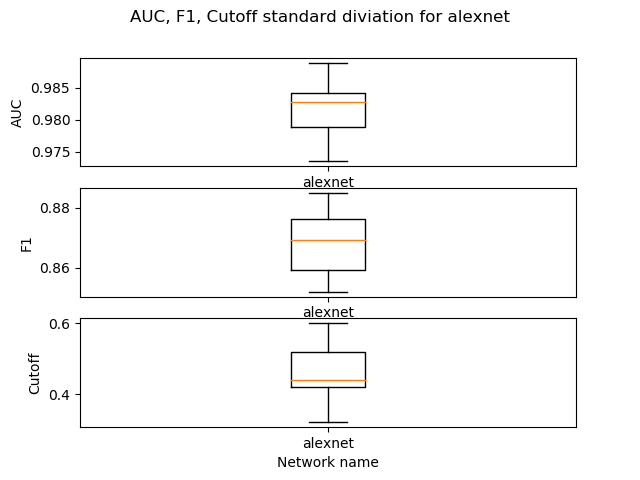 AUC, F1, Cutoff standard diviation for alexnet
0.985
0.980
0.975
AUC
alexnet
0.88
0.86
F1
alexnet
0.6
0.4
Cutoff
alexnet
Network name